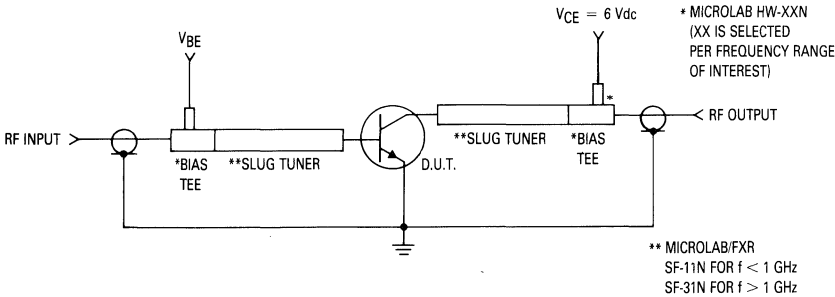 V_CE = 6 Vdc
* MICROLAB HW-XXN
(XX IS SELECTED
PER FREQUENCY RANGE
OF INTEREST)
V_BE
*
RF INPUT
RF OUTPUT
*BIAS
TEE
**SLUG TUNER
D.U.T.
**SLUG TUNER
*BIAS
TEE
** MICROLAB/FXR
SF-11N FOR f < 1 GHz
SF-31N FOR f > 1 GHz